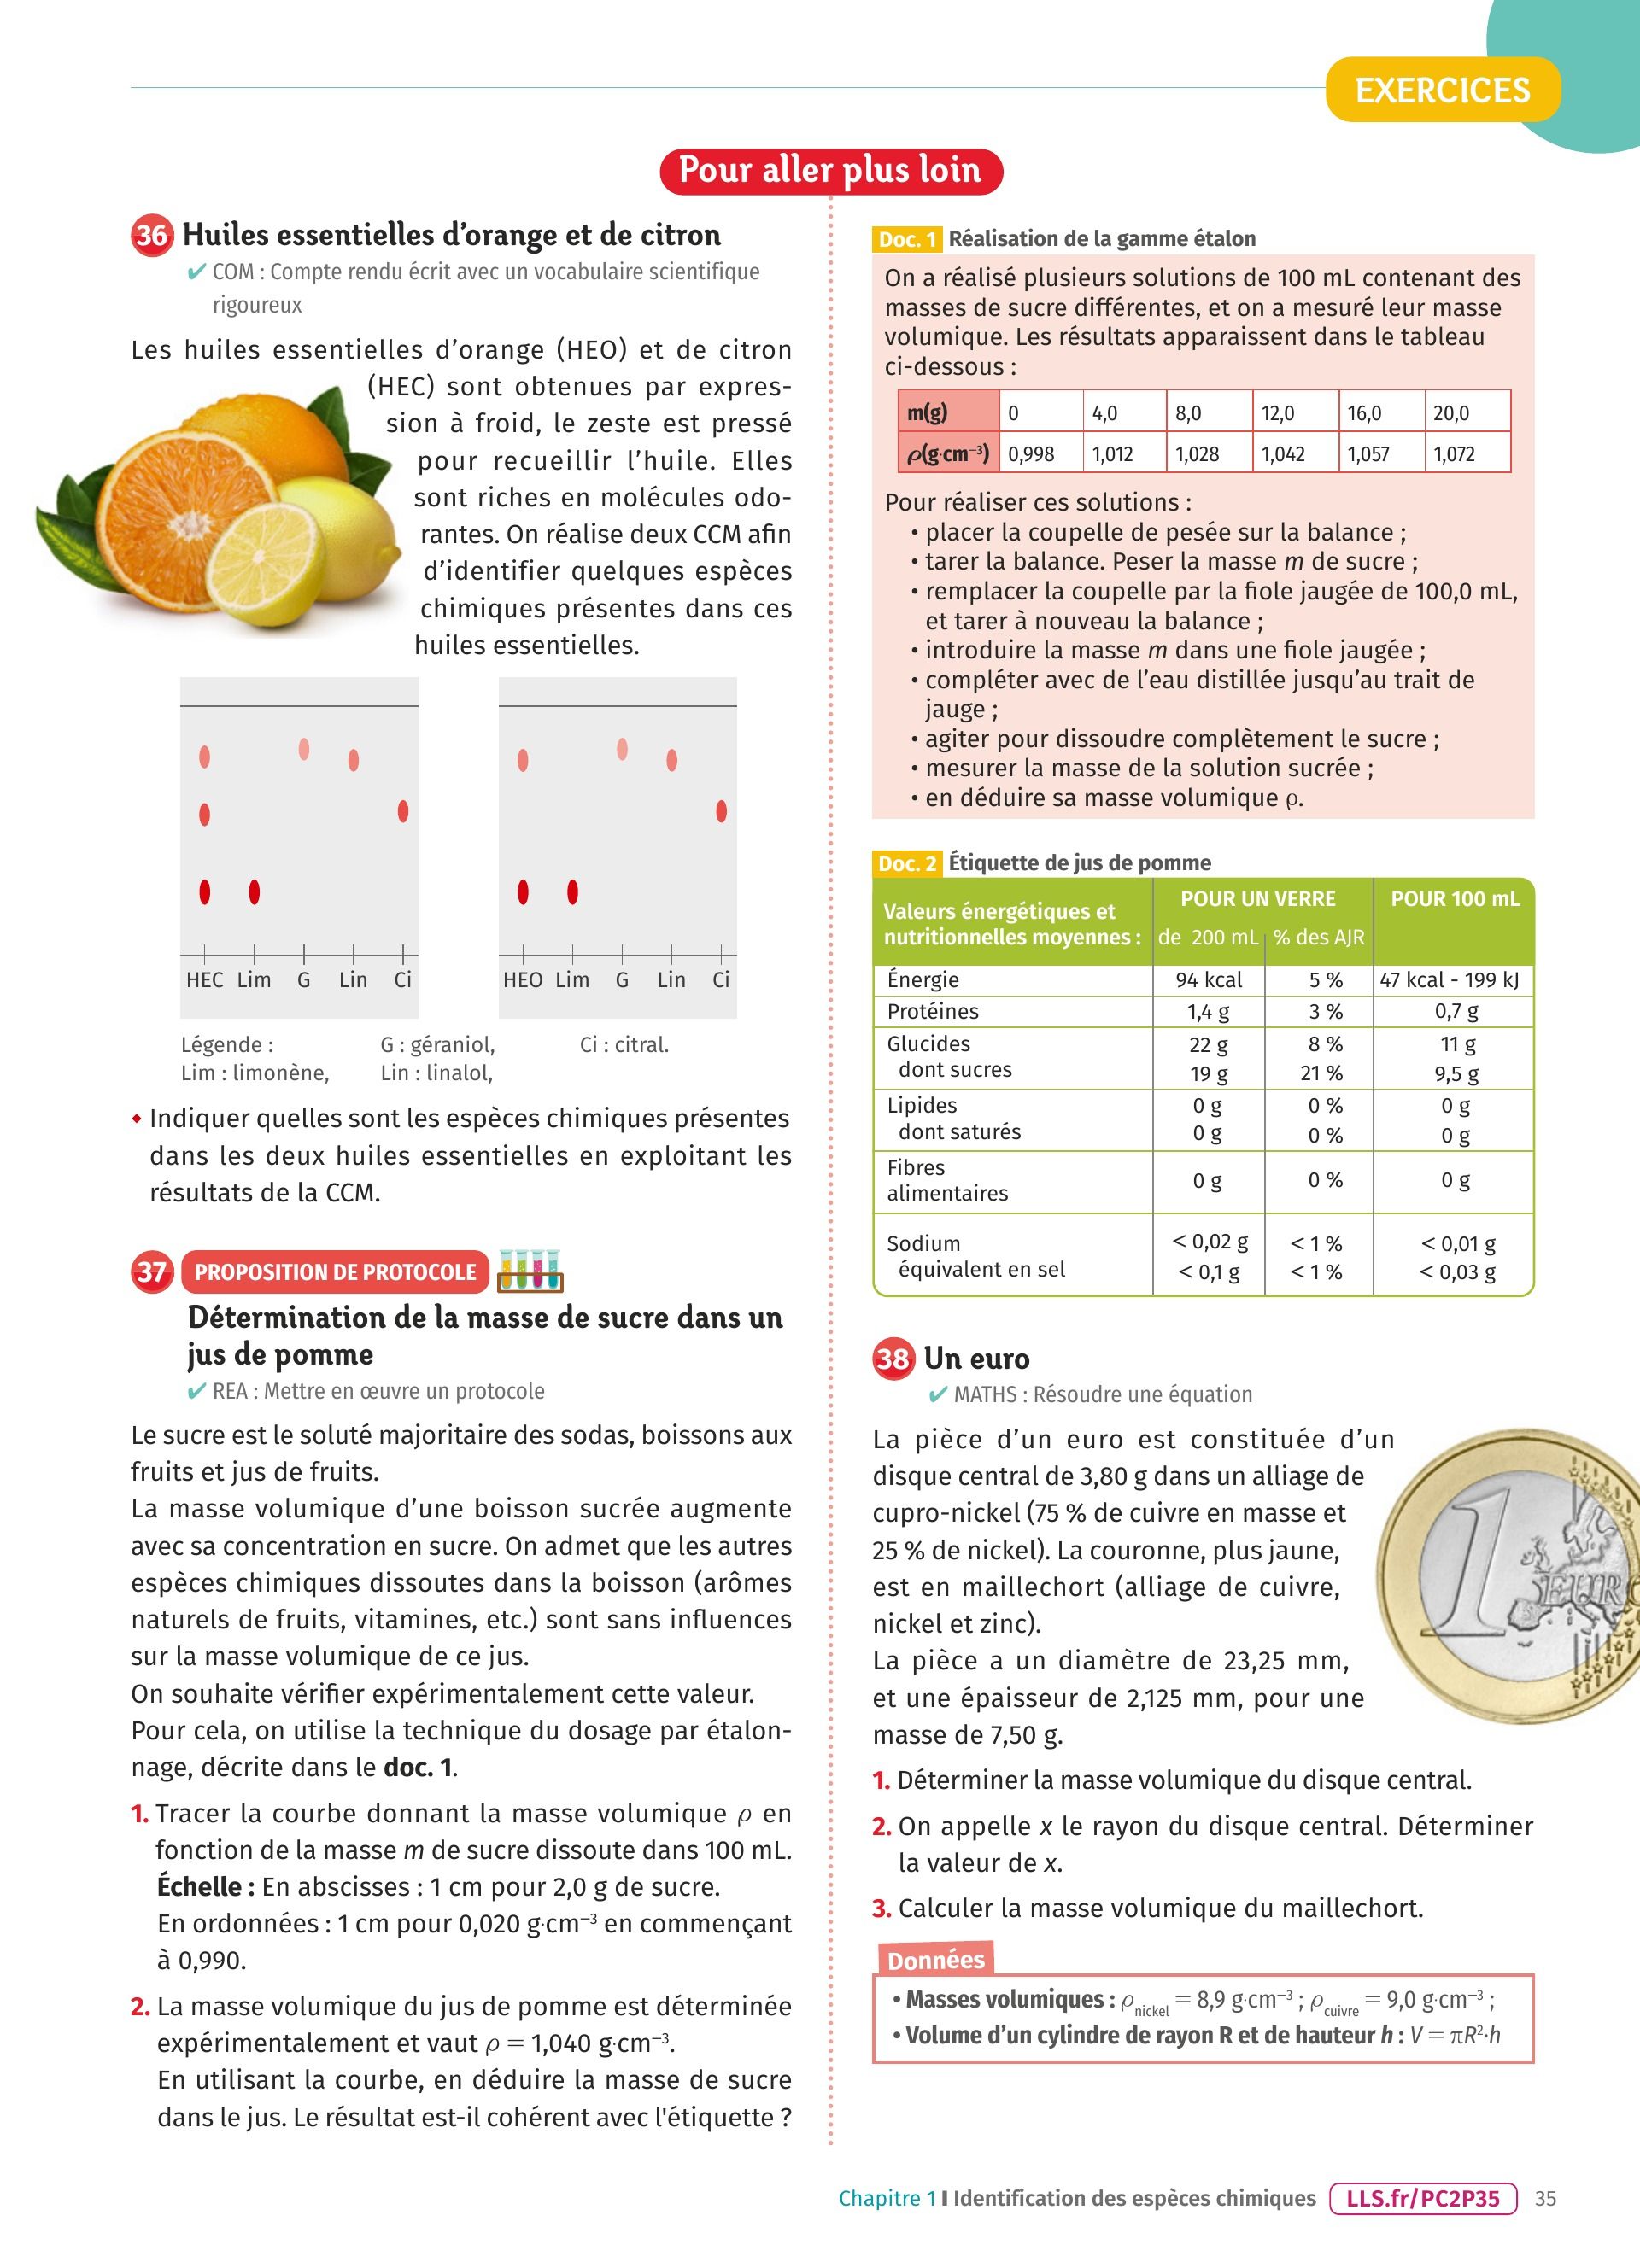 EXERCICES
Pour aller plus loin
36 Huiles essentielles d'orange et de citron
✔ COM : Compte rendu écrit avec un vocabulaire scientifique
rigoureux
Les huiles essentielles d'orange (HEO) et de citron
(HEC) sont obtenues par expres-
sion à froid, le zeste est pressé
pour recueillir l'huile. Elles
sont riches en molécules odo-
rantes. On réalise deux CCM afin
d'identifier quelques espèces
chimiques présentes dans ces
huiles essentielles.
HEC Lim G Lin Ci
HEO Lim G Lin Ci
Légende : G : géraniol, Ci : citral.
Lim : limonène, Lin : linalol,
Indiquer quelles sont les espèces chimiques présentes
dans les deux huiles essentielles en exploitant les
résultats de la CCM.
37 PROPOSITION DE PROTOCOLE
Détermination de la masse de sucre dans un
jus de pomme
✔ REA : Mettre en œuvre un protocole
Le sucre est le soluté majoritaire des sodas, boissons aux
fruits et jus de fruits.
La masse volumique d'une boisson sucrée augmente
avec sa concentration en sucre. On admet que les autres
espèces chimiques dissoutes dans la boisson (arômes
naturels de fruits, vitamines, etc.) sont sans influences
sur la masse volumique de ce jus.
On souhaite vérifier expérimentalement cette valeur.
Pour cela, on utilise la technique du dosage par étalon-
nage, décrite dans le doc. 1.
1. Tracer la courbe donnant la masse volumique ρ en
fonction de la masse m de sucre dissoute dans 100 mL.
Échelle : En abscisses : 1 cm pour 2,0 g de sucre.
En ordonnées : 1 cm pour 0,020 g·cm⁻³ en commençant
à 0,990.
2. La masse volumique du jus de pomme est déterminée
expérimentalement et vaut ρ = 1,040 g·cm⁻³.
En utilisant la courbe, en déduire la masse de sucre
dans le jus. Le résultat est-il cohérent avec l'étiquette ?
Doc. 1 Réalisation de la gamme étalon
On a réalisé plusieurs solutions de 100 mL contenant des
masses de sucre différentes, et on a mesuré leur masse
volumique. Les résultats apparaissent dans le tableau
ci-dessous :
m(g) 0 4,0 8,0 12,0 16,0 20,0
ρ(g·cm⁻³) 0,998 1,012 1,028 1,042 1,057 1,072
Pour réaliser ces solutions :
• placer la coupelle de pesée sur la balance ;
• tarer la balance. Peser la masse m de sucre ;
• remplacer la coupelle par la fiole jaugée de 100,0 mL,
et tarer à nouveau la balance ;
• introduire la masse m dans une fiole jaugée ;
• compléter avec de l'eau distillée jusqu'au trait de
jauge ;
• agiter pour dissoudre complètement le sucre ;
• mesurer la masse de la solution sucrée ;
• en déduire sa masse volumique ρ.
Doc. 2 Étiquette de jus de pomme
Valeurs énergétiques et
nutritionnelles moyennes :
POUR UN VERRE
de 200 mL % des AJR
POUR 100 mL
Énergie 94 kcal 5 % 47 kcal - 199 kJ
Protéines 1,4 g 3 % 0,7 g
Glucides 22 g 8 % 11 g
dont sucres 19 g 21 % 9,5 g
Lipides 0 g 0 % 0 g
dont saturés 0 g 0 % 0 g
Fibres
alimentaires 0 g 0 % 0 g
Sodium < 0,02 g < 1 % < 0,01 g
équivalent en sel < 0,1 g < 1 % < 0,03 g
38 Un euro
✔ MATHS : Résoudre une équation
La pièce d'un euro est constituée d'un
disque central de 3,80 g dans un alliage de
cupro-nickel (75 % de cuivre en masse et
25 % de nickel). La couronne, plus jaune,
est en maillechort (alliage de cuivre,
nickel et zinc).
La pièce a un diamètre de 23,25 mm,
et une épaisseur de 2,125 mm, pour une
masse de 7,50 g.
1 EURO
1. Déterminer la masse volumique du disque central.
2. On appelle x le rayon du disque central. Déterminer
la valeur de x.
3. Calculer la masse volumique du maillechort.
Données
• Masses volumiques : ρnickel = 8,9 g·cm⁻³ ; ρcuivre = 9,0 g·cm⁻³ ;
• Volume d'un cylindre de rayon R et de hauteur h : V = πR²·h
Chapitre 1 I Identification des espèces chimiques LLS.fr/PC2P35 35